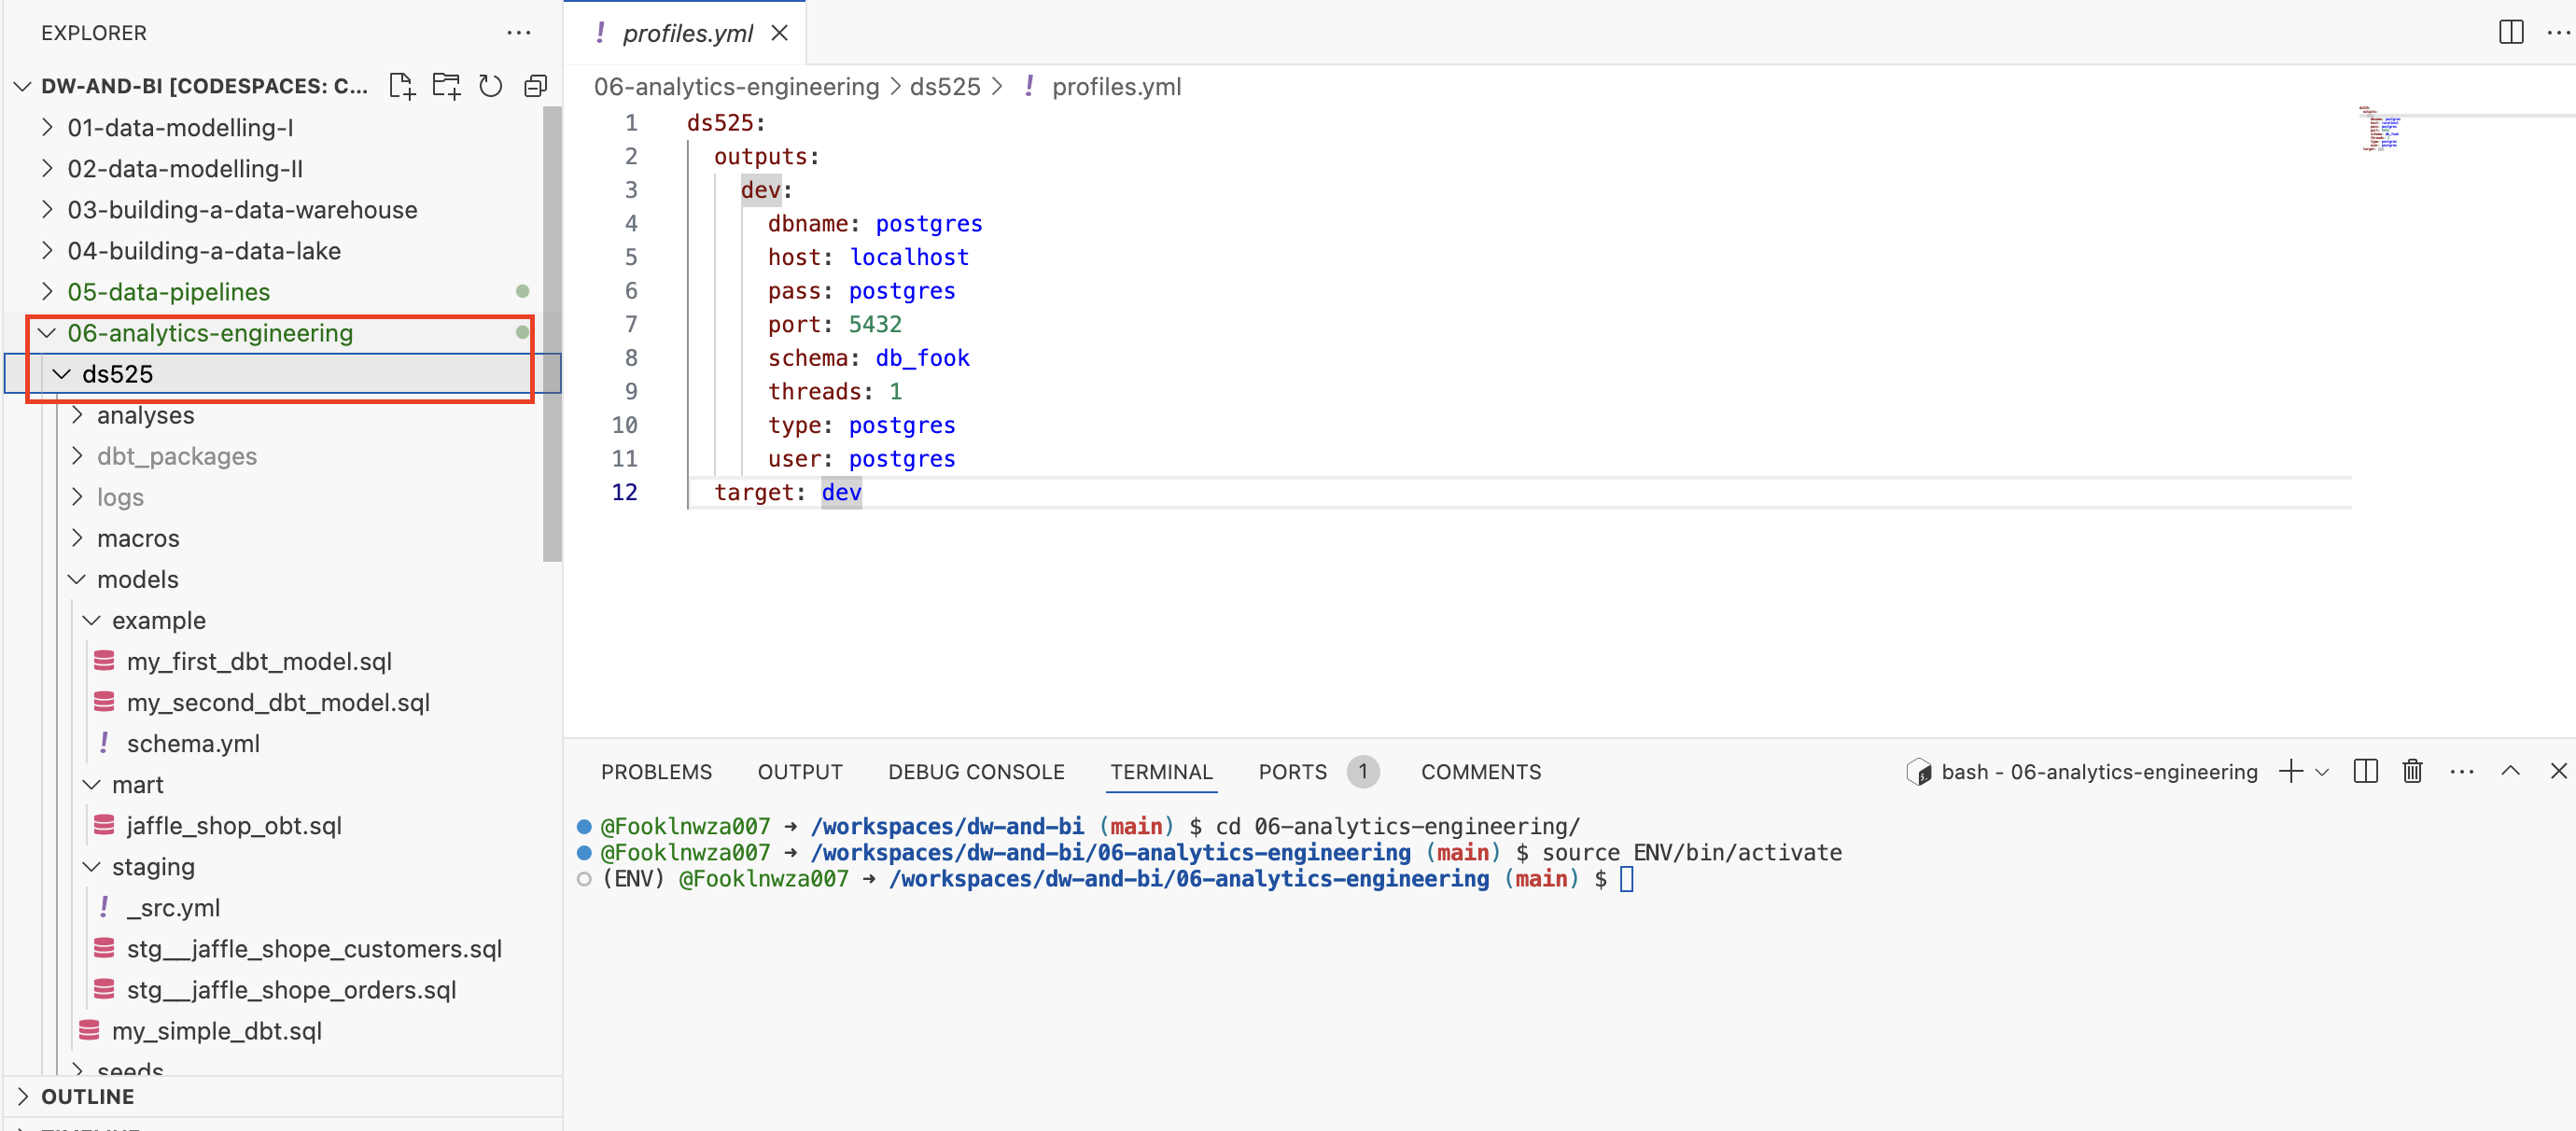 EXPLORER
DW-AND-BI [CODESPACES: C...
01-data-modelling-I
02-data-modelling-II
03-building-a-data-warehouse
04-building-a-data-lake
05-data-pipelines
06-analytics-engineering
ds525
analyses
dbt_packages
logs
macros
models
example
my_first_dbt_model.sql
my_second_dbt_model.sql
! schema.yml
mart
jaffle_shop_obt.sql
staging
! _src.yml
stg__jaffle_shope_customers.sql
stg__jaffle_shope_orders.sql
my_simple_dbt.sql
seeds
OUTLINE
TIMELINE
! profiles.yml
06-analytics-engineering > ds525 > ! profiles.yml
1 ds525:
2 outputs:
3 dev:
4 dbname: postgres
5 host: localhost
6 pass: postgres
7 port: 5432
8 schema: db_fook
9 threads: 1
10 type: postgres
11 user: postgres
12 target: dev
PROBLEMS OUTPUT DEBUG CONSOLE TERMINAL PORTS 1 COMMENTS bash - 06-analytics-engineering
@Fooklnwza007 → /workspaces/dw-and-bi (main) $ cd 06-analytics-engineering/
@Fooklnwza007 → /workspaces/dw-and-bi/06-analytics-engineering (main) $ source ENV/bin/activate
(ENV) @Fooklnwza007 → /workspaces/dw-and-bi/06-analytics-engineering (main) $